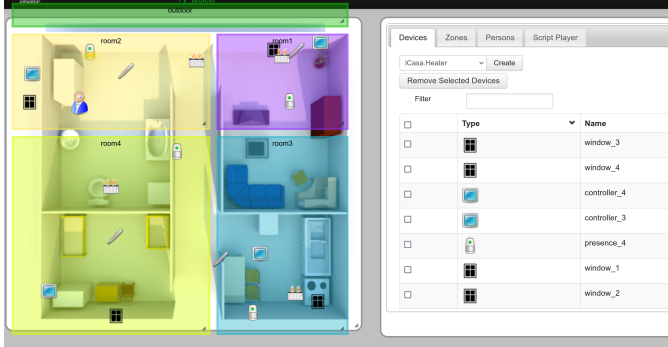 simulator
outdoor
room2
room1
room4
room3
Devices
Zones
Persons
Script Player
iCasa.Heater
Create
Remove Selected Devices
Filter
Type
Name
window_3
window_4
controller_4
controller_3
presence_4
window_1
window_2